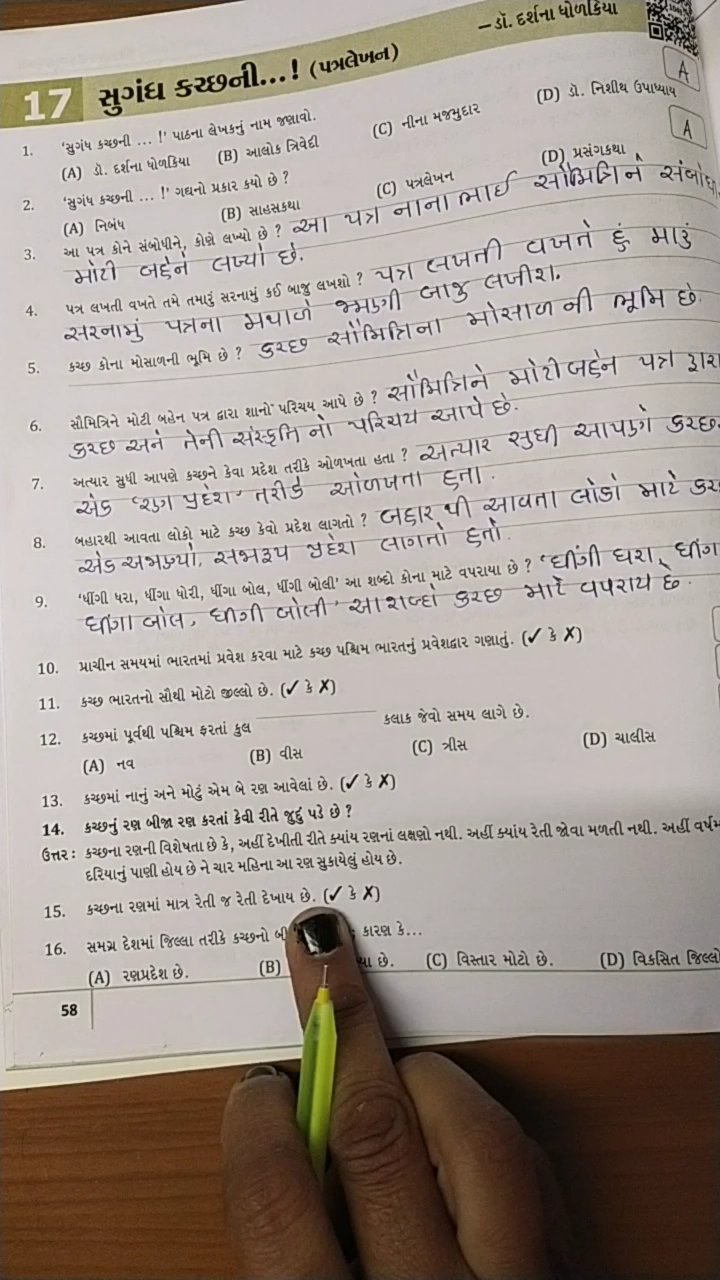 – ડૉ. દર્શના ધોળકિયા
17 સુગંધ કચ્છની...! (પત્રલેખન)
1. 'સુગંધ કચ્છની ... !' પાઠના લેખકનું નામ જણાવો. A
(A) ડૉ. દર્શના ધોળકિયા (B) આલોક ત્રિવેદી (C) નીના મજમુદાર (D) ડૉ. નિશીથ ઉપાધ્યાય
2. 'સુગંધ કચ્છની ... !' ગદ્યનો પ્રકાર કયો છે ? A
(A) નિબંધ (B) સાહસકથા (C) પત્રલેખન (D) પ્રસંગકથા
3. આ પત્ર કોને સંબોધીને, કોણે લખ્યો છે ? આ પત્ર નાના ભાઈ સૌમિત્રિને
મોટી બહેને લખ્યો છે.
4. પત્ર લખતી વખતે તમે તમારું સરનામું કઈ બાજુ લખશો ? પત્ર લખતી વખતે હું મારું
સરનામું પત્રના મથાળે જમણી બાજુ લખીશ.
5. કચ્છ કોના મોસાળની ભૂમિ છે ? કચ્છ સૌમિત્રિના મોસાળ ની ભૂમિ છે.
6. સૌમિત્રિને મોટી બહેન પત્ર દ્વારા શાનો પરિચય આપે છે ? સૌમિત્રિને મોટી બહેન પત્ર દ્વારા
કચ્છ અને તેની સંસ્કૃતિ નો પરિચય આપે છે.
7. અત્યાર સુધી આપણે કચ્છને કેવા પ્રદેશ તરીકે ઓળખતા હતા ? અત્યાર સુધી આપણે કચ્છ
એક 'રણ પ્રદેશ' તરીકે ઓળખતા હતા.
8. બહારથી આવતા લોકો માટે કચ્છ કેવો પ્રદેશ લાગતો ? બહાર થી આવતા લોકો માટે
એક અજાણ્યો, પ્રદેશ લાગતો હતો.
9. 'ધીંગી ધરા, ધીંગા ધોરી, ધીંગા બોલ, ધીંગી બોલી' આ શબ્દો કોના માટે વપરાયા છે ? 'ધીંગી ધરા, ધીંગા
ધીંગા બોલ, ધીંગી બોલી' આ શબ્દો કચ્છ માટે વપરાય છે.
10. પ્રાચીન સમયમાં ભારતમાં પ્રવેશ કરવા માટે કચ્છ પશ્ચિમ ભારતનું પ્રવેશદ્વાર ગણાતું. (✓ કે ✗)
11. કચ્છ ભારતનો સૌથી મોટો જીલ્લો છે. (✓ કે ✗)
12. કચ્છમાં પૂર્વથી પશ્ચિમ ફરતાં કુલ ________ કલાક જેવો સમય લાગે છે.
(A) નવ (B) વીસ (C) ત્રીસ (D) ચાલીસ
13. કચ્છમાં નાનું અને મોટું એમ બે રણ આવેલાં છે. (✓ કે ✗)
14. કચ્છનું રણ બીજા રણ કરતાં કેવી રીતે જુદું પડે છે ?
ઉત્તર : કચ્છના રણની વિશેષતા છે કે, અહીં દેખીતી રીતે ક્યાંય રણનાં લક્ષણો નથી. અહીં ક્યાંય રેતી જોવા મળતી નથી. અહીં વર્ષમ
દરિયાનું પાણી હોય છે ને ચાર મહિના આ રણ સુકાયેલું હોય છે.
15. કચ્છના રણમાં માત્ર રેતી જ રેતી દેખાય છે. (✓ કે ✗)
16. સમગ્ર દેશમાં જિલ્લા તરીકે કચ્છનો કારણ કે...
(A) રણપ્રદેશ છે. (B) છે. (C) વિસ્તાર મોટો છે. (D) વિકસિત જિલ્લો
58